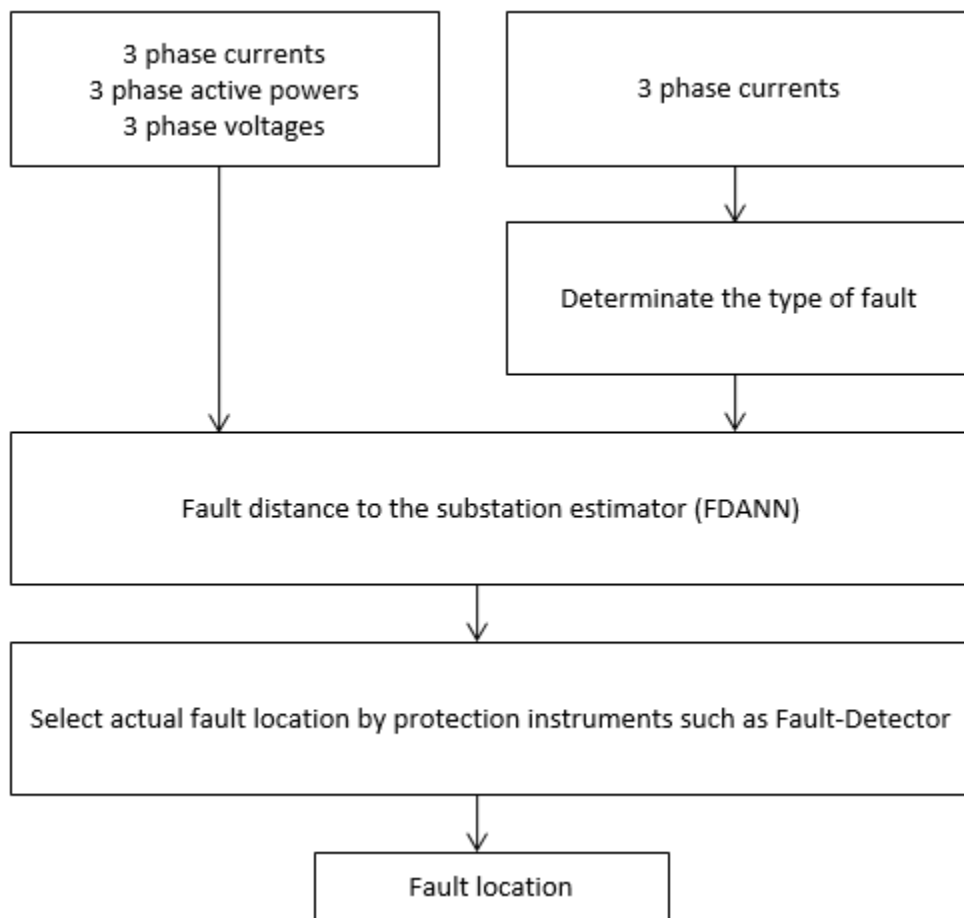 3 phase currents
3 phase active powers
3 phase voltages
3 phase currents
Determinate the type of fault
Fault distance to the substation estimator (FDANN)
Select actual fault location by protection instruments such as Fault-Detector
Fault location